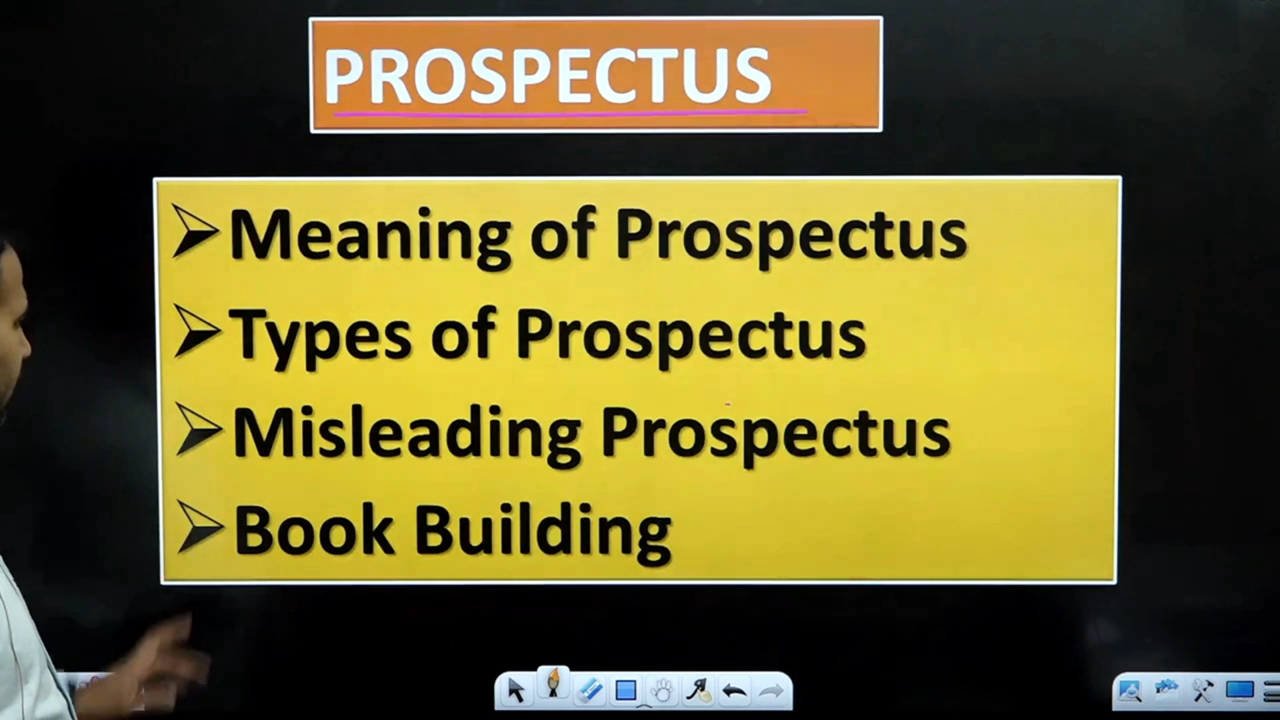 PROSPECTUS
Meaning of Prospectus
Types of Prospectus
Misleading Prospectus
Book Building